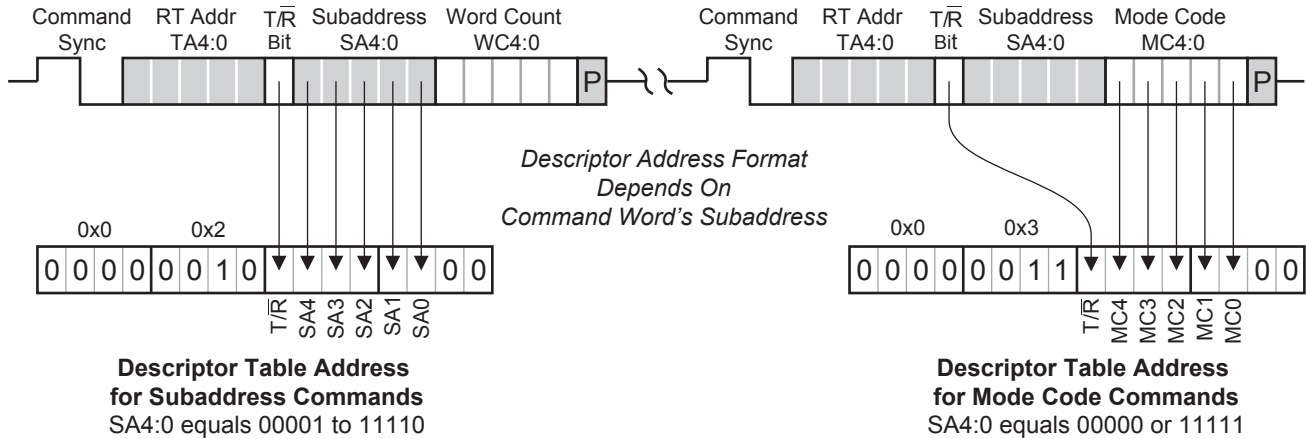 Command Sync
RT Addr TA4:0
T/R̅ Bit
Subaddress SA4:0
Word Count WC4:0
P
Command Sync
RT Addr TA4:0
T/R̅ Bit
Subaddress SA4:0
Mode Code MC4:0
P
Descriptor Address Format
Depends On
Command Word's Subaddress
0x0 0x2
0 0 0 0 0 0 1 0 0 0
T/R̅ SA4 SA3 SA2 SA1 SA0
Descriptor Table Address
for Subaddress Commands
SA4:0 equals 00001 to 11110
0x0 0x3
0 0 0 0 0 0 1 1 0 0
T/R̅ MC4 MC3 MC2 MC1 MC0
Descriptor Table Address
for Mode Code Commands
SA4:0 equals 00000 or 11111